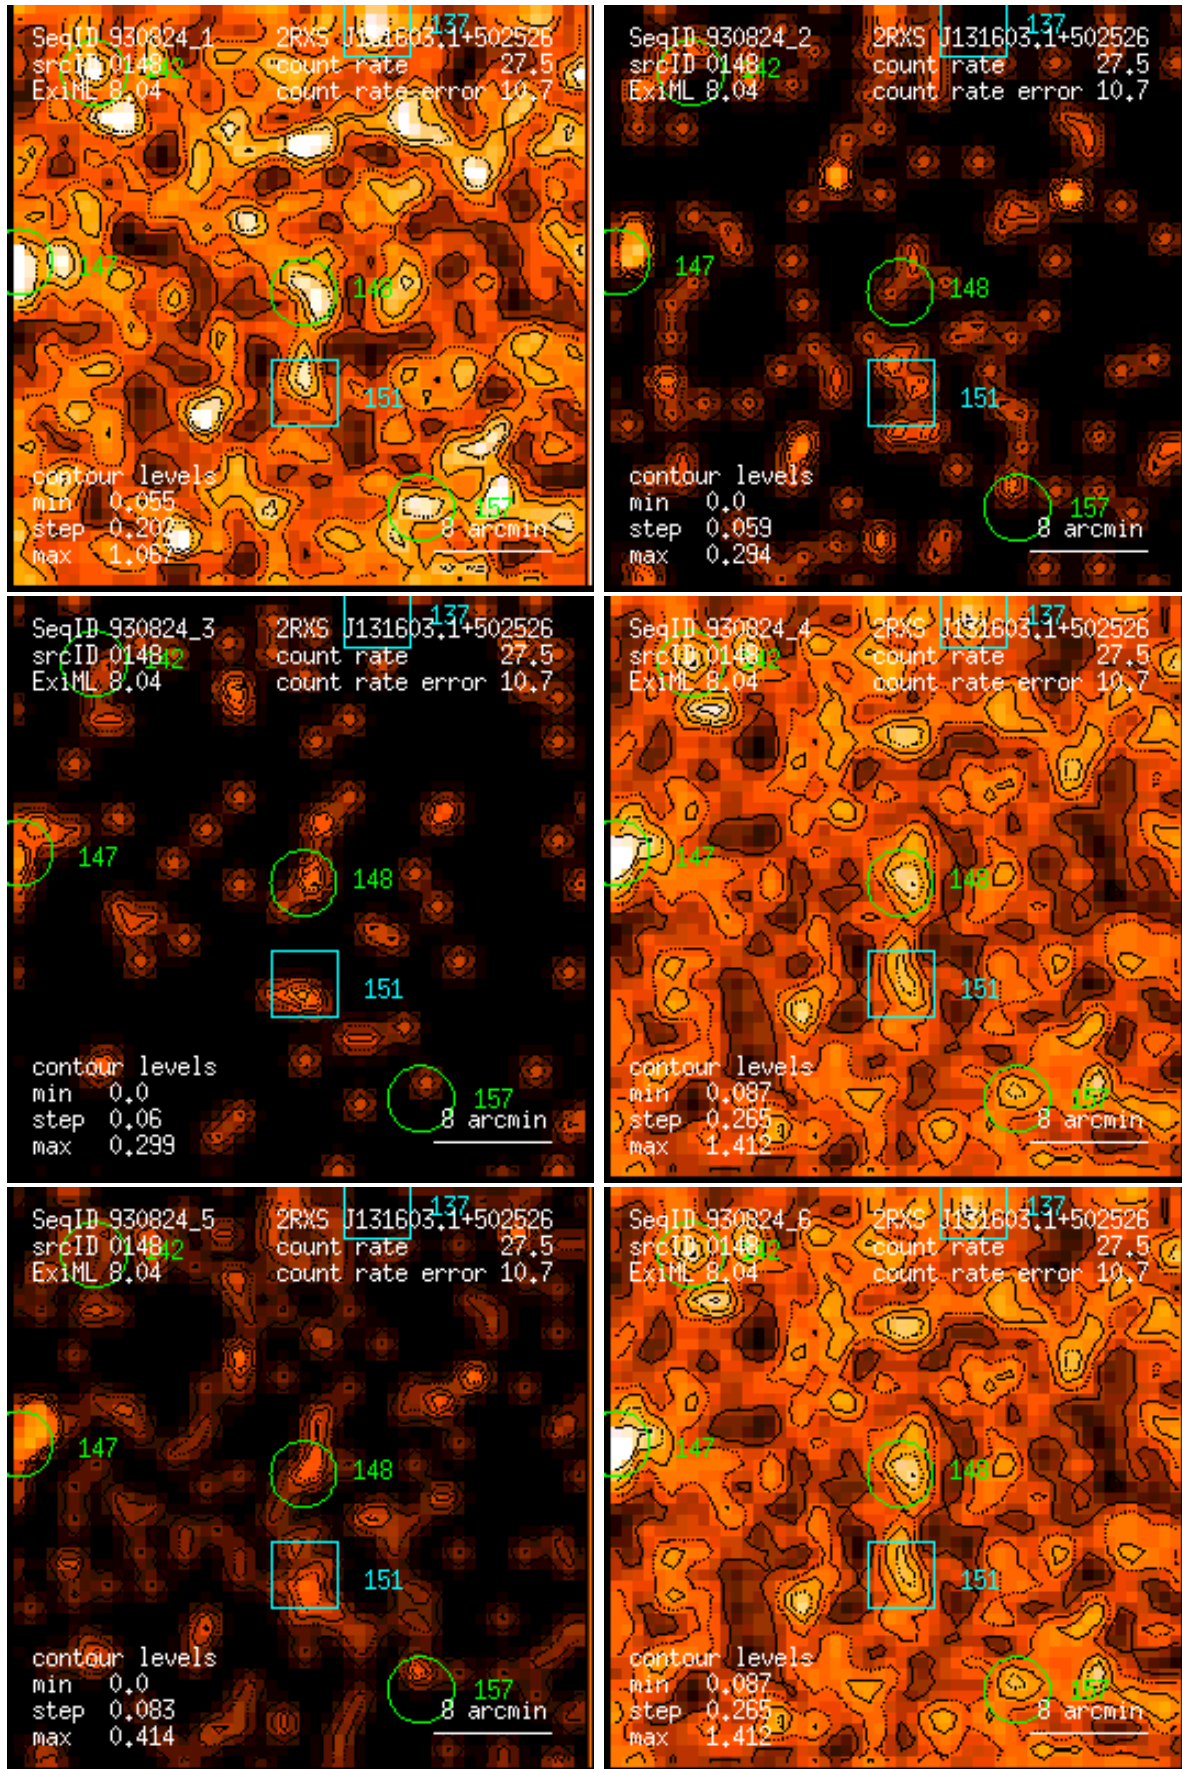 137
SeqID 930824_1 2RXS J131603.1+502526
srcID 0148 142 count rate 27.5
ExiML 8.04 count rate error 10.7
147
148
151
contour levels
min 0.055
step 0.202 157
max 1.067 8 arcmin
137
SeqID 930824_2 2RXS J131603.1+502526
srcID 0148 142 count rate 27.5
ExiML 8.04 count rate error 10.7
147
148
151
contour levels
min 0.0
step 0.059 157
max 0.294 8 arcmin
137
SeqID 930824_3 2RXS J131603.1+502526
srcID 0148 142 count rate 27.5
ExiML 8.04 count rate error 10.7
147
148
151
contour levels
min 0.0
step 0.06 157
max 0.299 8 arcmin
137
SeqID 930824_4 2RXS J131603.1+502526
srcID 0148 142 count rate 27.5
ExiML 8.04 count rate error 10.7
147
148
151
contour levels
min 0.087
step 0.265 157
max 1.412 8 arcmin
137
SeqID 930824_5 2RXS J131603.1+502526
srcID 0148 142 count rate 27.5
ExiML 8.04 count rate error 10.7
147
148
151
contour levels
min 0.0
step 0.083 157
max 0.414 8 arcmin
137
SeqID 930824_6 2RXS J131603.1+502526
srcID 0148 142 count rate 27.5
ExiML 8.04 count rate error 10.7
147
148
151
contour levels
min 0.087
step 0.265 157
max 1.412 8 arcmin